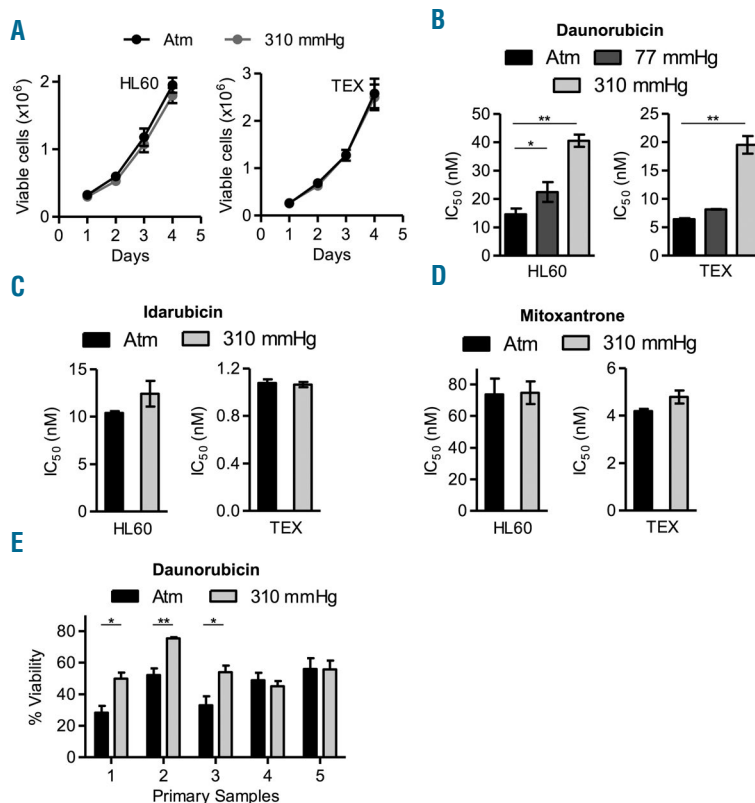 A
Atm 310 mmHg
HL60
Viable cells (x10⁶)
2
1
0
0 1 2 3 4 5
Days
TEX
Viable cells (x10⁶)
3
2
1
0
0 1 2 3 4 5
Days
B
Daunorubicin
Atm 77 mmHg
310 mmHg
**
*
IC₅₀ (nM)
50
40
30
20
10
0
HL60
**
IC₅₀ (nM)
25
20
15
10
5
0
TEX
C
Idarubicin
Atm 310 mmHg
IC₅₀ (nM)
15
10
5
0
HL60
IC₅₀ (nM)
1.2
0.8
0.4
0.0
TEX
D
Mitoxantrone
Atm 310 mmHg
IC₅₀ (nM)
80
60
40
20
0
HL60
IC₅₀ (nM)
6
4
2
0
TEX
E
Daunorubicin
Atm 310 mmHg
* ** *
% Viability
80
60
40
20
0
1 2 3 4 5
Primary Samples